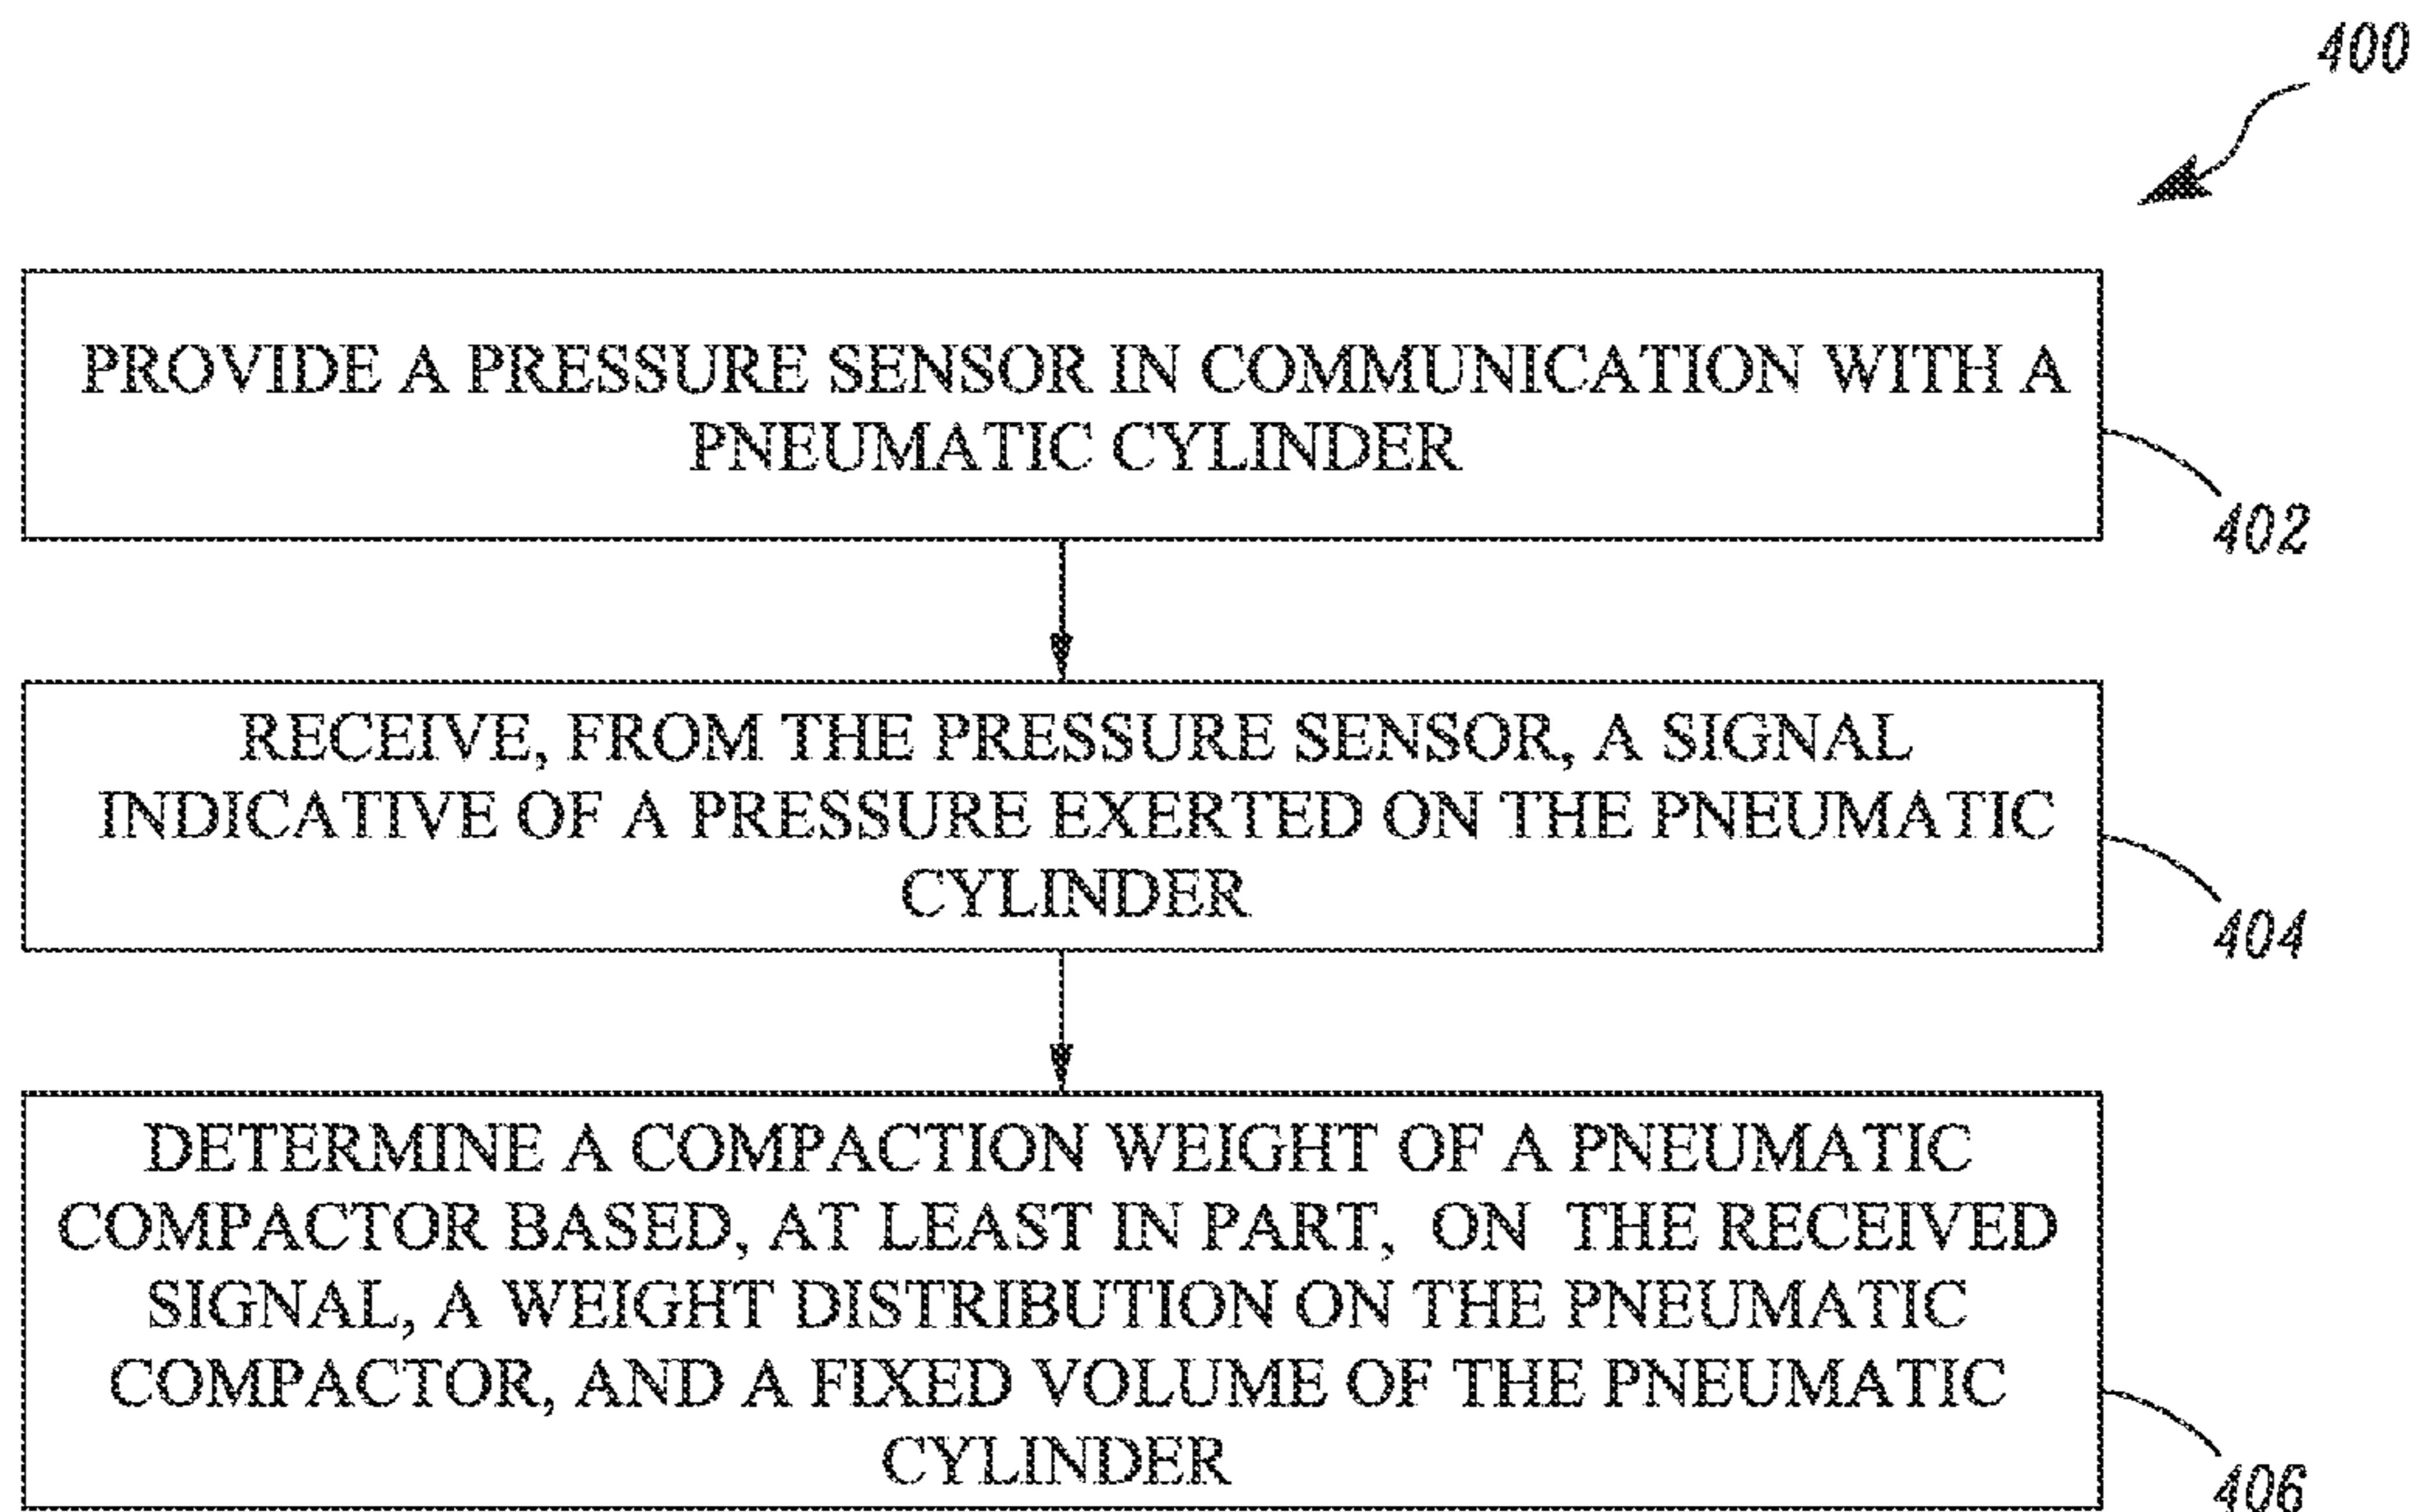 400
PROVIDE A PRESSURE SENSOR IN COMMUNICATION WITH A
PNEUMATIC CYLINDER
402
RECEIVE, FROM THE PRESSURE SENSOR, A SIGNAL
INDICATIVE OF A PRESSURE EXERTED ON THE PNEUMATIC
CYLINDER
404
DETERMINE A COMPACTION WEIGHT OF A PNEUMATIC
COMPACTOR BASED, AT LEAST IN PART, ON THE RECEIVED
SIGNAL, A WEIGHT DISTRIBUTION ON THE PNEUMATIC
COMPACTOR, AND A FIXED VOLUME OF THE PNEUMATIC
CYLINDER
406